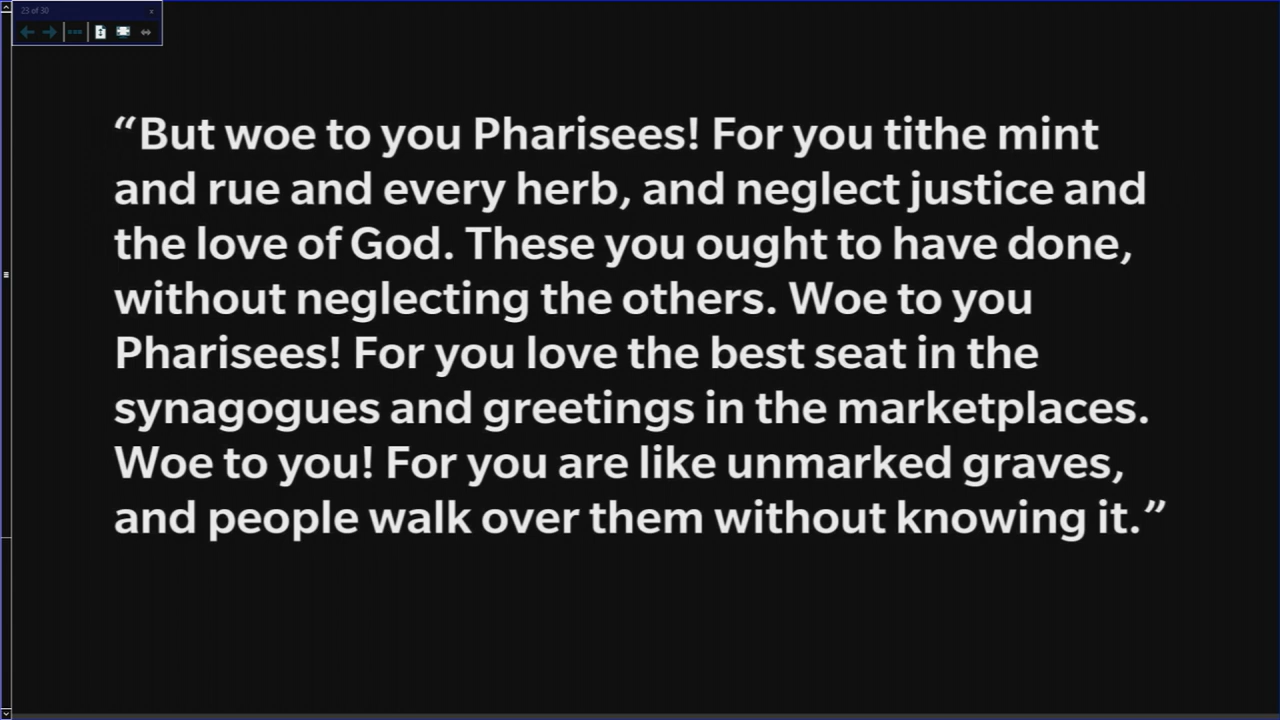 23 of 30
“But woe to you Pharisees! For you tithe mint
and rue and every herb, and neglect justice and
the love of God. These you ought to have done,
without neglecting the others. Woe to you
Pharisees! For you love the best seat in the
synagogues and greetings in the marketplaces.
Woe to you! For you are like unmarked graves,
and people walk over them without knowing it.”